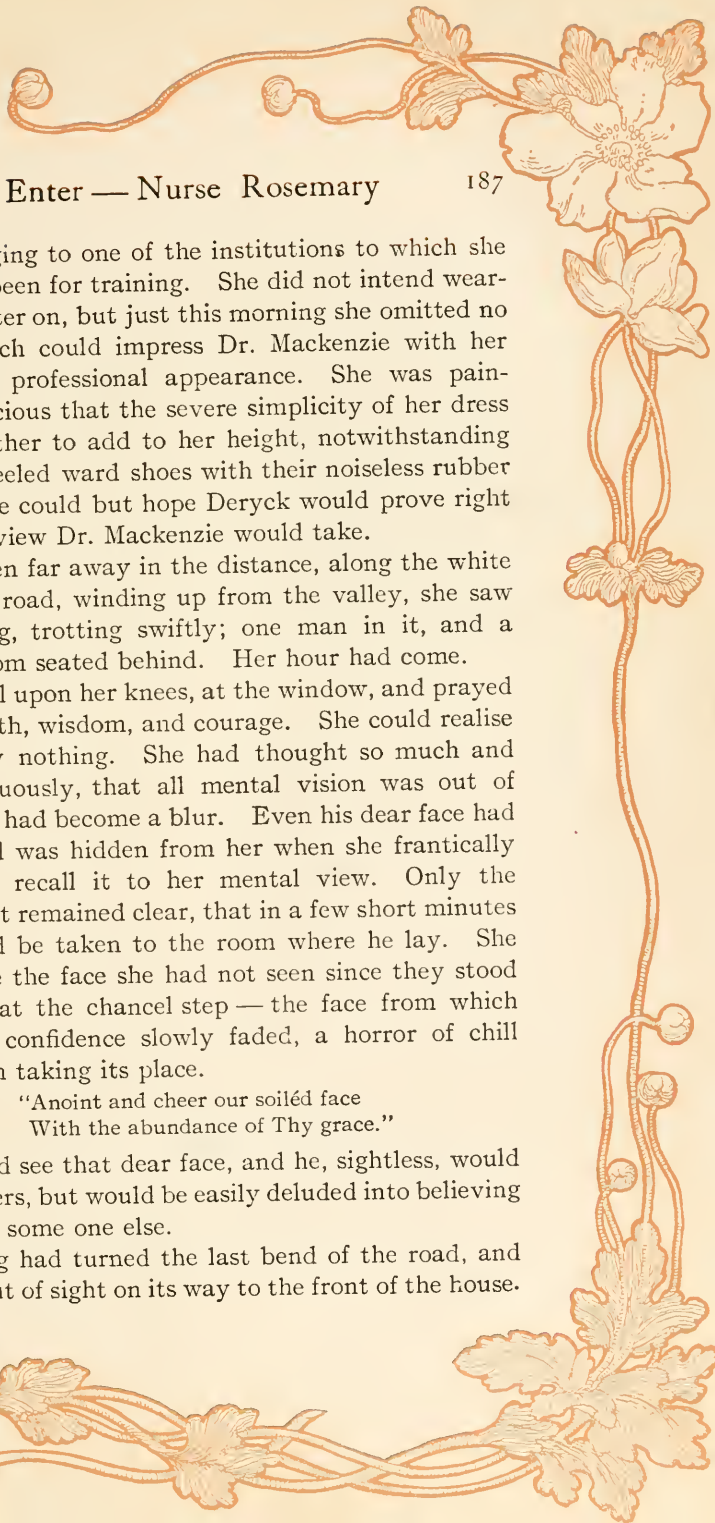 Enter — Nurse Rosemary 187
ging to one of the institutions to which she
been for training. She did not intend wear-
ter on, but just this morning she omitted no
ch could impress Dr. Mackenzie with her
professional appearance. She was pain-
cious that the severe simplicity of her dress
ther to add to her height, notwithstanding
eeled ward shoes with their noiseless rubber
e could but hope Deryck would prove right
view Dr. Mackenzie would take.
en far away in the distance, along the white
road, winding up from the valley, she saw
g, trotting swiftly; one man in it, and a
om seated behind. Her hour had come.
l upon her knees, at the window, and prayed
th, wisdom, and courage. She could realise
y nothing. She had thought so much and
uously, that all mental vision was out of
had become a blur. Even his dear face had
d was hidden from her when she frantically
recall it to her mental view. Only the
t remained clear, that in a few short minutes
d be taken to the room where he lay. She
e the face she had not seen since they stood
at the chancel step — the face from which
confidence slowly faded, a horror of chill
n taking its place.
"Anoint and cheer our soiléd face
With the abundance of Thy grace."
d see that dear face, and he, sightless, would
ers, but would be easily deluded into believing
some one else.
g had turned the last bend of the road, and
ut of sight on its way to the front of the house.